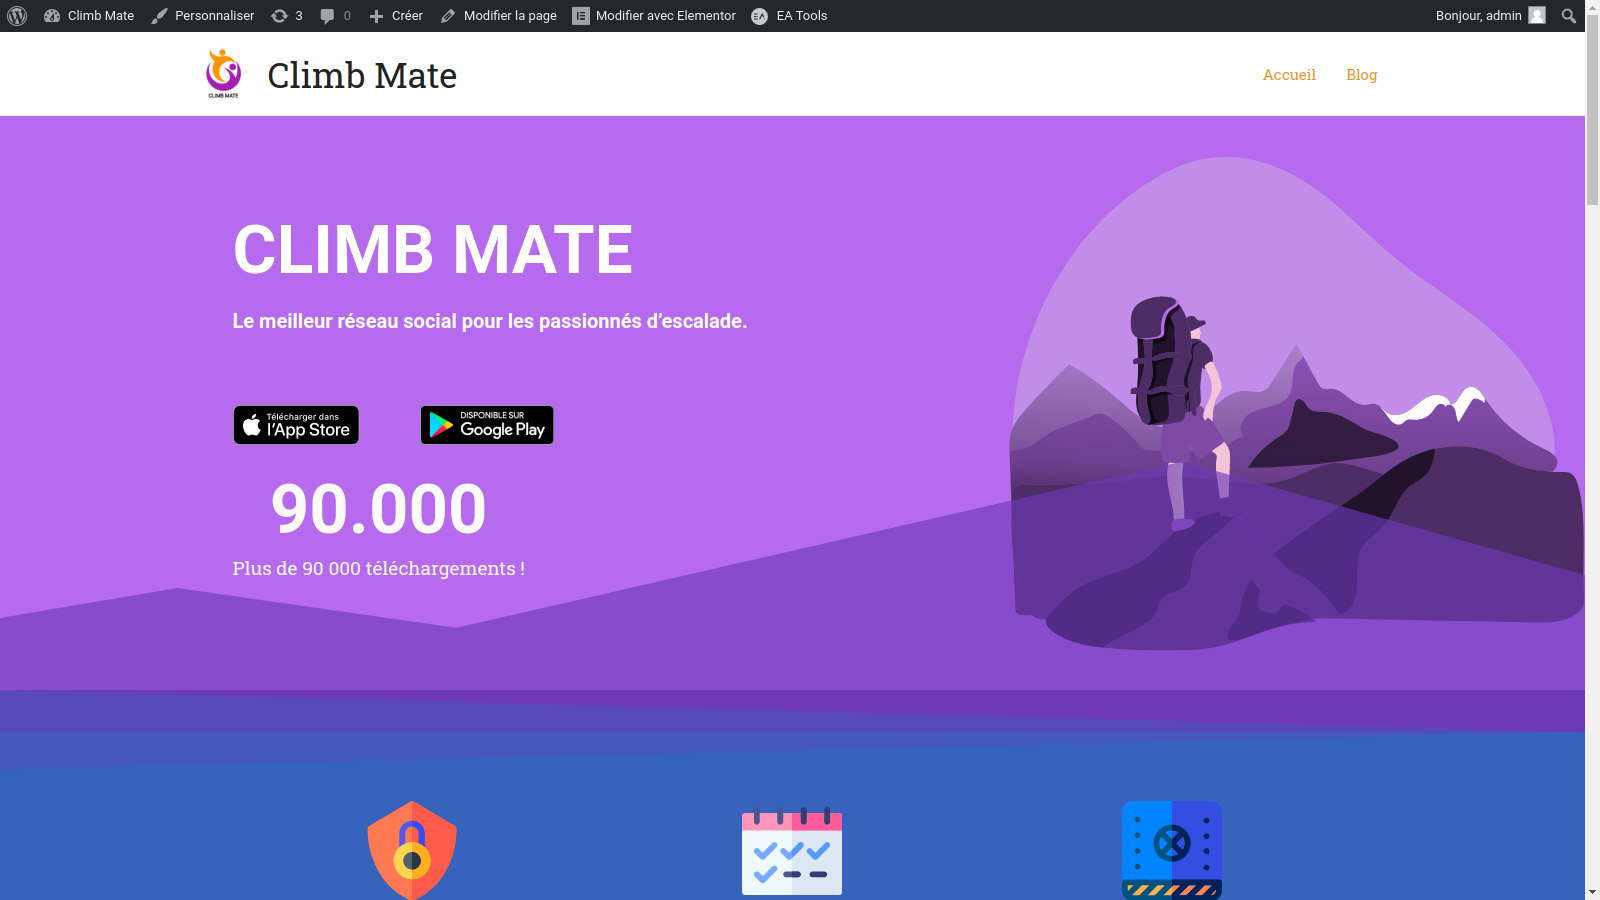 Climb Mate Personnaliser 3 0 Créer Modifier la page Modifier avec Elementor EA Tools Bonjour, admin
CLIMB MATE
Climb Mate
Accueil Blog
CLIMB MATE
Le meilleur réseau social pour les passionnés d’escalade.
Télécharger dans
l'App Store
DISPONIBLE SUR
Google Play
90.000
Plus de 90 000 téléchargements !